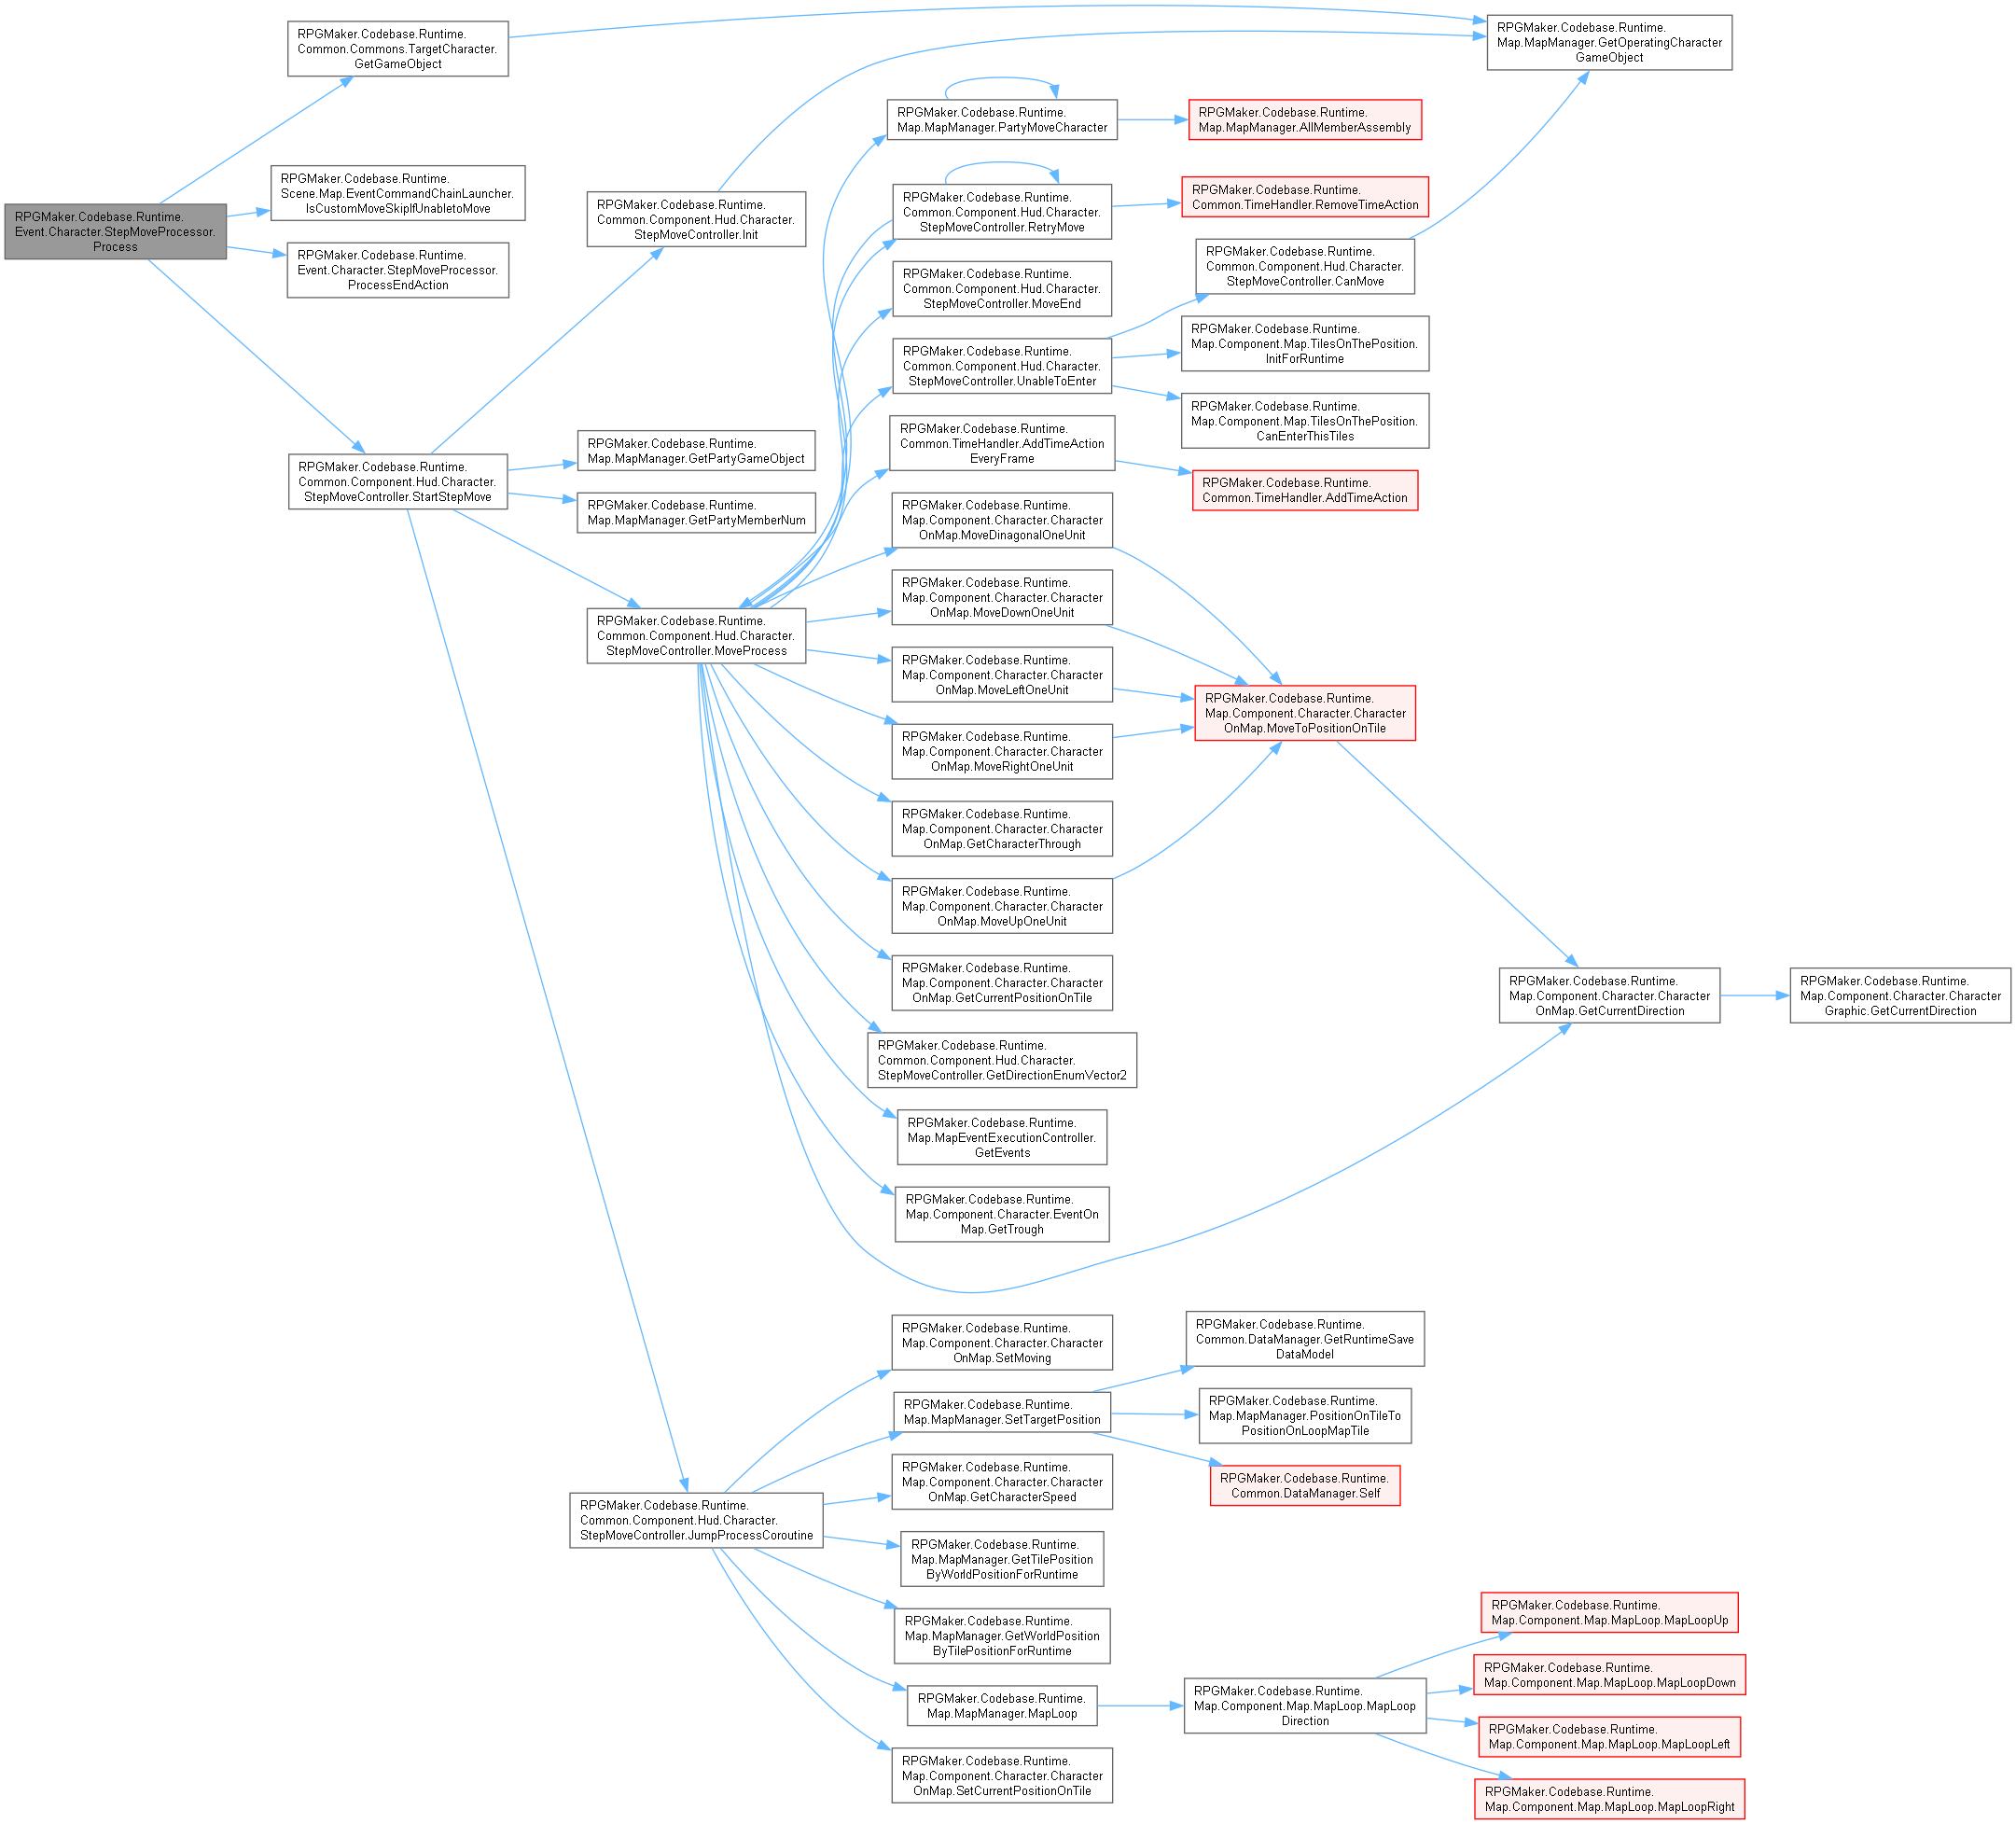 RPGMaker.Codebase.Runtime.
Event.Character.StepMoveProcessor.
Process
RPGMaker.Codebase.Runtime.
Common.Commons.TargetCharacter.
GetGameObject
RPGMaker.Codebase.Runtime.
Scene.Map.EventCommandChainLauncher.
IsCustomMoveSkipIfUnabletoMove
RPGMaker.Codebase.Runtime.
Event.Character.StepMoveProcessor.
ProcessEndAction
RPGMaker.Codebase.Runtime.
Common.Component.Hud.Character.
StepMoveController.StartStepMove
RPGMaker.Codebase.Runtime.
Common.Component.Hud.Character.
StepMoveController.Init
RPGMaker.Codebase.Runtime.
Map.MapManager.GetPartyGameObject
RPGMaker.Codebase.Runtime.
Map.MapManager.GetPartyMemberNum
RPGMaker.Codebase.Runtime.
Common.Component.Hud.Character.
StepMoveController.MoveProcess
RPGMaker.Codebase.Runtime.
Common.Component.Hud.Character.
StepMoveController.JumpProcessCoroutine
RPGMaker.Codebase.Runtime.
Map.MapManager.PartyMoveCharacter
RPGMaker.Codebase.Runtime.
Common.Component.Hud.Character.
StepMoveController.RetryMove
RPGMaker.Codebase.Runtime.
Common.Component.Hud.Character.
StepMoveController.MoveEnd
RPGMaker.Codebase.Runtime.
Common.Component.Hud.Character.
StepMoveController.UnableToEnter
RPGMaker.Codebase.Runtime.
Common.TimeHandler.AddTimeAction
EveryFrame
RPGMaker.Codebase.Runtime.
Map.Component.Character.Character
OnMap.MoveDinagonalOneUnit
RPGMaker.Codebase.Runtime.
Map.Component.Character.Character
OnMap.MoveDownOneUnit
RPGMaker.Codebase.Runtime.
Map.Component.Character.Character
OnMap.MoveLeftOneUnit
RPGMaker.Codebase.Runtime.
Map.Component.Character.Character
OnMap.MoveRightOneUnit
RPGMaker.Codebase.Runtime.
Map.Component.Character.Character
OnMap.GetCharacterThrough
RPGMaker.Codebase.Runtime.
Map.Component.Character.Character
OnMap.MoveUpOneUnit
RPGMaker.Codebase.Runtime.
Map.Component.Character.Character
OnMap.GetCurrentPositionOnTile
RPGMaker.Codebase.Runtime.
Common.Component.Hud.Character.
StepMoveController.GetDirectionEnumVector2
RPGMaker.Codebase.Runtime.
Map.MapEventExecutionController.
GetEvents
RPGMaker.Codebase.Runtime.
Map.Component.Character.EventOn
Map.GetTrough
RPGMaker.Codebase.Runtime.
Map.Component.Character.Character
OnMap.SetMoving
RPGMaker.Codebase.Runtime.
Map.MapManager.SetTargetPosition
RPGMaker.Codebase.Runtime.
Map.Component.Character.Character
OnMap.GetCharacterSpeed
RPGMaker.Codebase.Runtime.
Map.MapManager.GetTilePosition
ByWorldPositionForRuntime
RPGMaker.Codebase.Runtime.
Map.MapManager.GetWorldPosition
ByTilePositionForRuntime
RPGMaker.Codebase.Runtime.
Map.MapManager.MapLoop
RPGMaker.Codebase.Runtime.
Map.Component.Character.Character
OnMap.SetCurrentPositionOnTile
RPGMaker.Codebase.Runtime.
Map.MapManager.AllMemberAssembly
RPGMaker.Codebase.Runtime.
Common.TimeHandler.RemoveTimeAction
RPGMaker.Codebase.Runtime.
Common.Component.Hud.Character.
StepMoveController.CanMove
RPGMaker.Codebase.Runtime.
Map.Component.Map.TilesOnThePosition.
InitForRuntime
RPGMaker.Codebase.Runtime.
Map.Component.Map.TilesOnThePosition.
CanEnterThisTiles
RPGMaker.Codebase.Runtime.
Common.TimeHandler.AddTimeAction
RPGMaker.Codebase.Runtime.
Map.Component.Character.Character
OnMap.MoveToPositionOnTile
RPGMaker.Codebase.Runtime.
Common.DataManager.GetRuntimeSave
DataModel
RPGMaker.Codebase.Runtime.
Map.MapManager.PositionOnTileTo
PositionOnLoopMapTile
RPGMaker.Codebase.Runtime.
Common.DataManager.Self
RPGMaker.Codebase.Runtime.
Map.Component.Map.MapLoop.MapLoop
Direction
RPGMaker.Codebase.Runtime.
Map.MapManager.GetOperatingCharacter
GameObject
RPGMaker.Codebase.Runtime.
Map.Component.Character.Character
OnMap.GetCurrentDirection
RPGMaker.Codebase.Runtime.
Map.Component.Character.Character
Graphic.GetCurrentDirection
RPGMaker.Codebase.Runtime.
Map.Component.Map.MapLoop.MapLoopUp
RPGMaker.Codebase.Runtime.
Map.Component.Map.MapLoop.MapLoopDown
RPGMaker.Codebase.Runtime.
Map.Component.Map.MapLoop.MapLoopLeft
RPGMaker.Codebase.Runtime.
Map.Component.Map.MapLoop.MapLoopRight